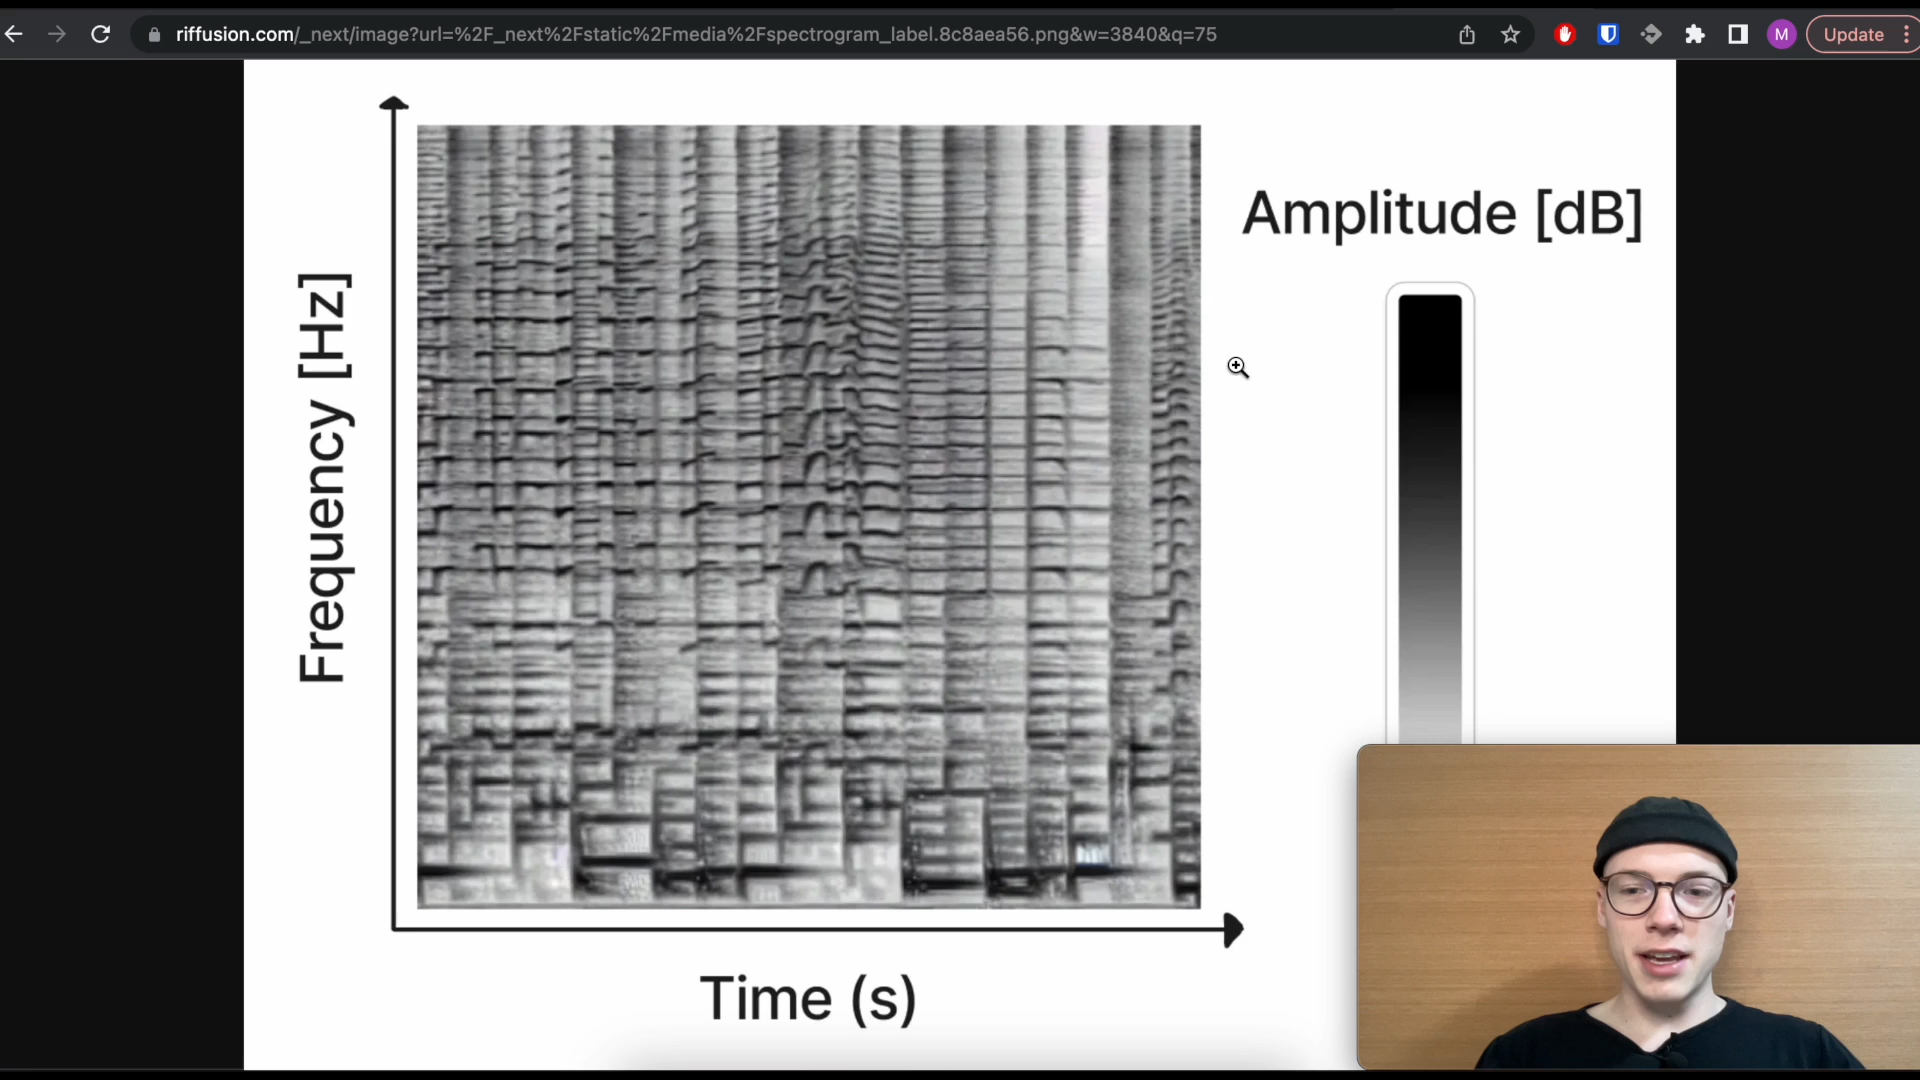 riffusion.com/_next/image?url=%2F_next%2Fstatic%2Fmedia%2Fspectrogram_label.8c8aea56.png&w=3840&q=75
M
Update
Amplitude [dB]
Frequency [Hz]
Time (s)